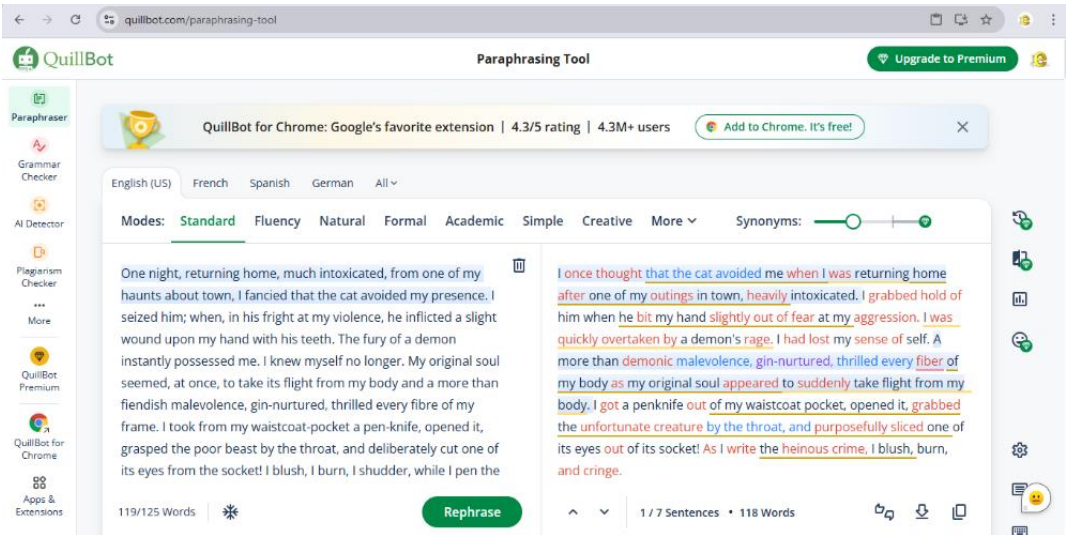 quillbot.com/paraphrasing-tool
QuillBot
Paraphrasing Tool
Upgrade to Premium
Paraphraser
Grammar
Checker
AI Detector
Plagiarism
Checker
More
QuillBot
Premium
QuillBot for
Chrome
Apps &
Extensions
QuillBot for Chrome: Google's favorite extension | 4.3/5 rating | 4.3M+ users
Add to Chrome. It's free!
English (US) French Spanish German All
Modes: Standard Fluency Natural Formal Academic Simple Creative More Synonyms:
One night, returning home, much intoxicated, from one of my
haunts about town, I fancied that the cat avoided my presence. I
seized him; when, in his fright at my violence, he inflicted a slight
wound upon my hand with his teeth. The fury of a demon
instantly possessed me. I knew myself no longer. My original soul
seemed, at once, to take its flight from my body and a more than
fiendish malevolence, gin-nurtured, thrilled every fibre of my
frame. I took from my waistcoat-pocket a pen-knife, opened it,
grasped the poor beast by the throat, and deliberately cut one of
its eyes from the socket! I blush, I burn, I shudder, while I pen the
119/125 Words
Rephrase
I once thought that the cat avoided me when I was returning home
after one of my outings in town, heavily intoxicated. I grabbed hold of
him when he bit my hand slightly out of fear at my aggression. I was
quickly overtaken by a demon's rage. I had lost my sense of self. A
more than demonic malevolence, gin-nurtured, thrilled every fiber of
my body as my original soul appeared to suddenly take flight from my
body. I got a penknife out of my waistcoat pocket, opened it, grabbed
the unfortunate creature by the throat, and purposefully sliced one of
its eyes out of its socket! As I write the heinous crime, I blush, burn,
and cringe.
1 / 7 Sentences • 118 Words